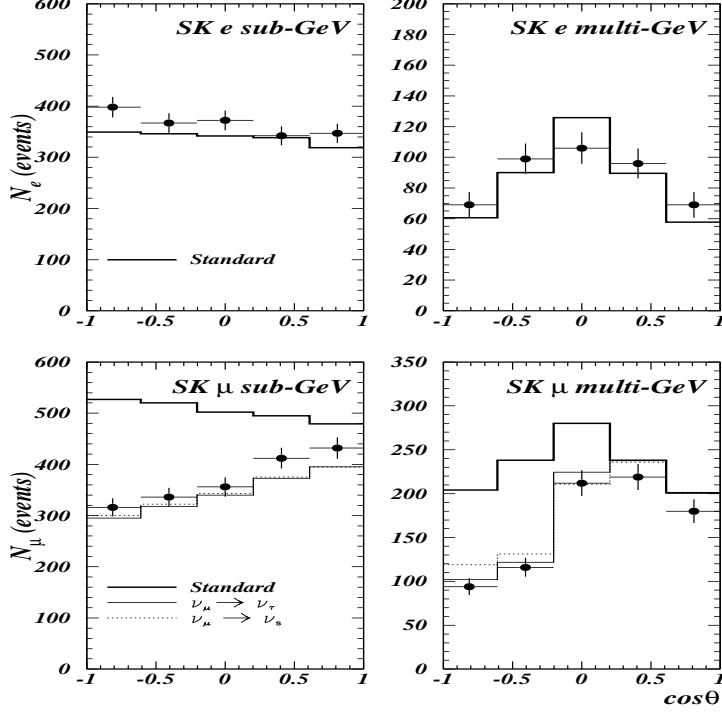 SK e sub-GeV
N_e (events)
600
500
400
300
200
100
0
Standard
-1 -0.5 0 0.5 1
SK e multi-GeV
200
180
160
140
120
100
80
60
40
20
0
-1 -0.5 0 0.5 1
SK μ sub-GeV
N_μ (events)
600
500
400
300
200
100
0
Standard
ν_μ → ν_τ
ν_μ → ν_s
-1 -0.5 0 0.5 1
SK μ multi-GeV
350
300
250
200
150
100
50
0
-1 -0.5 0 0.5 1
cosθ